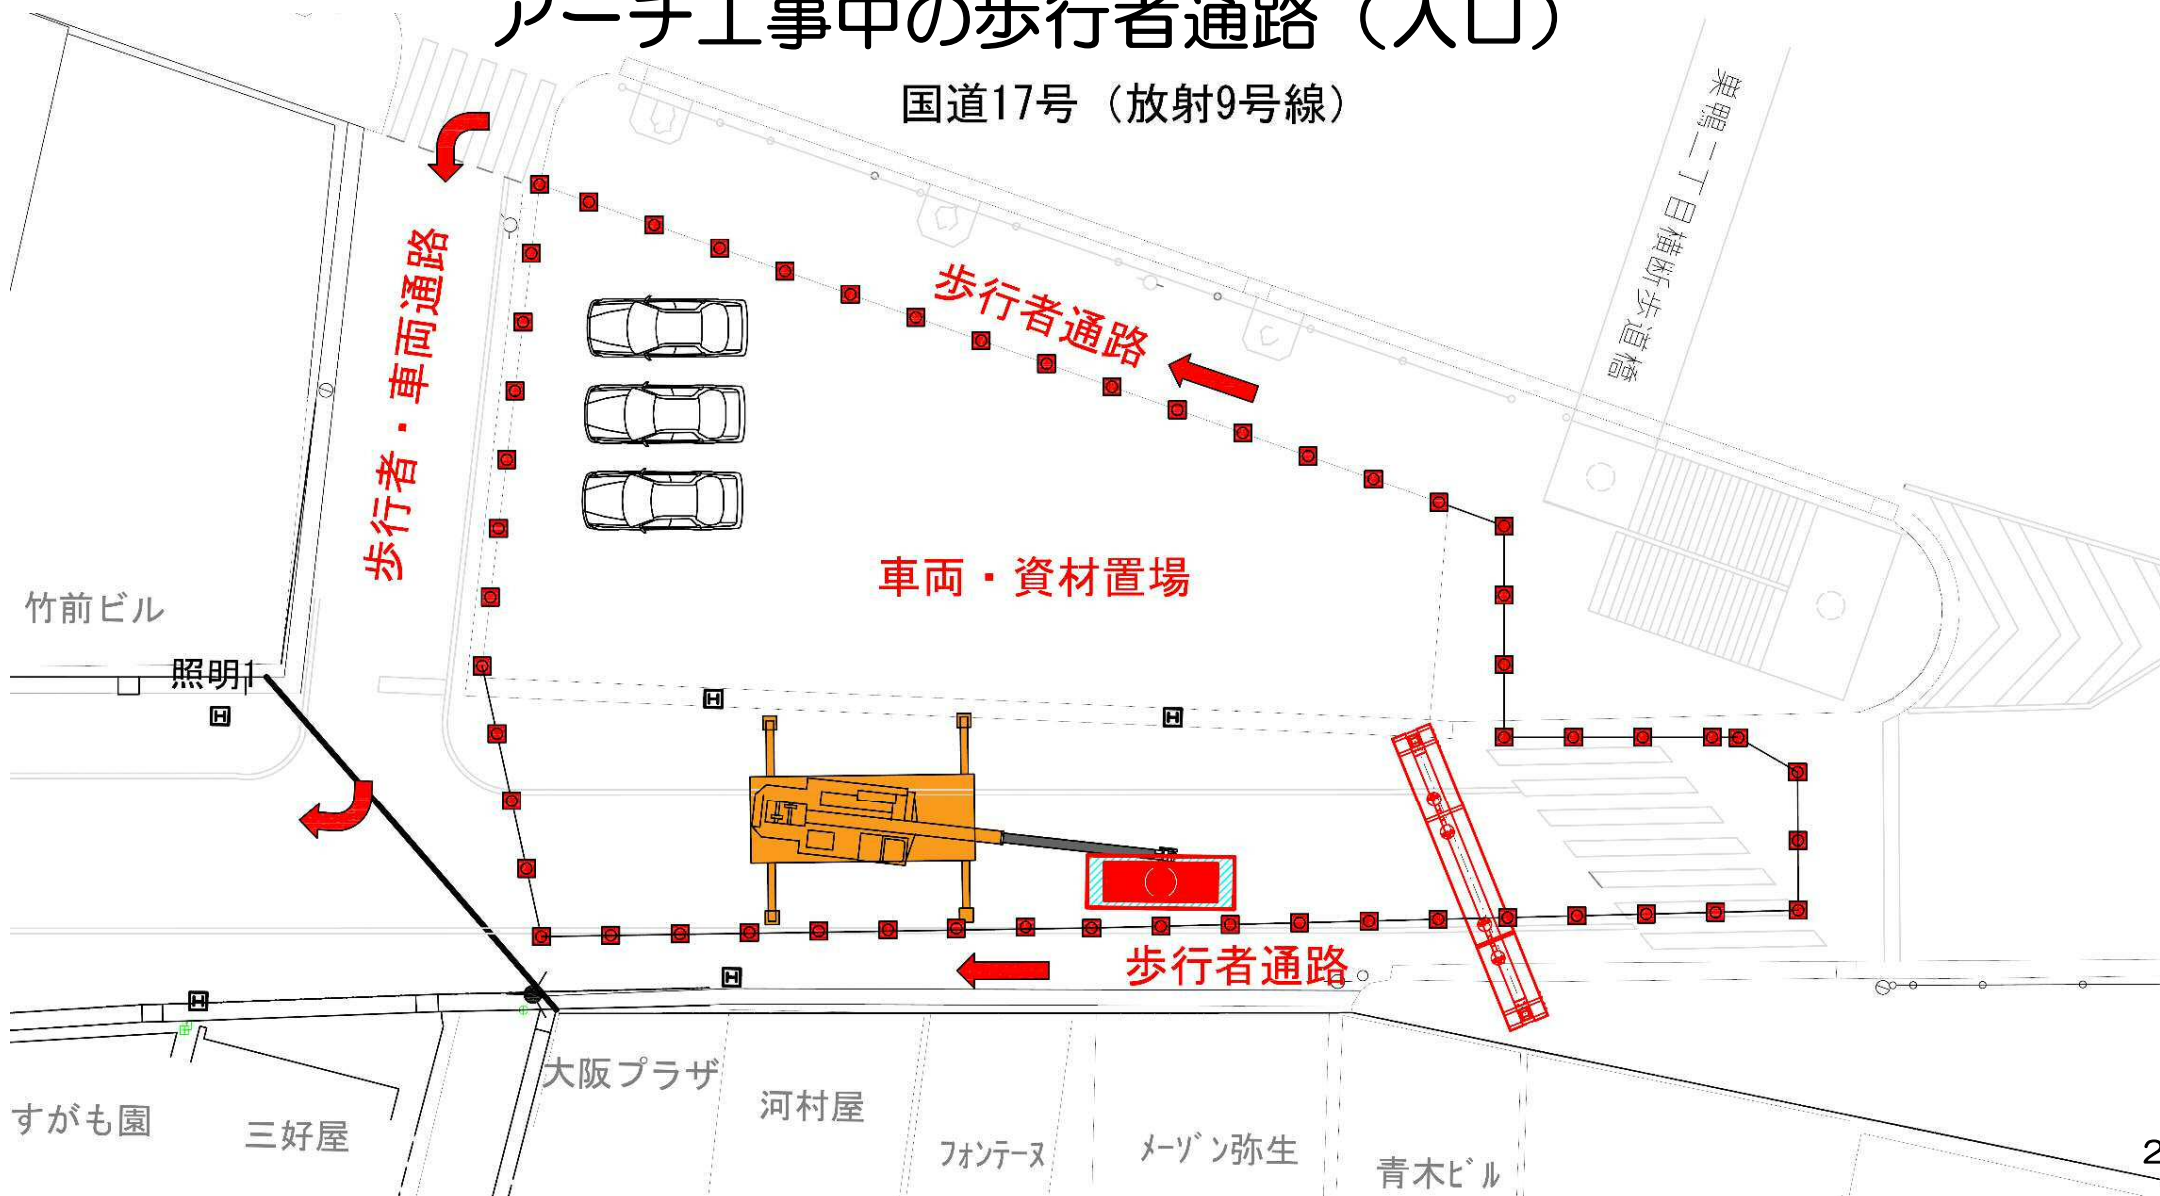 アーチ工事中の歩行者通路（入口）
国道17号（放射9号線）
巣鴨二丁目横断歩道橋
歩行者通路
歩行者・車両通路
車両・資材置場
竹前ビル
照明1
歩行者通路
大阪プラザ
河村屋
すがも園
三好屋
フォンテーヌ
メーゾン弥生
青木ビル
2